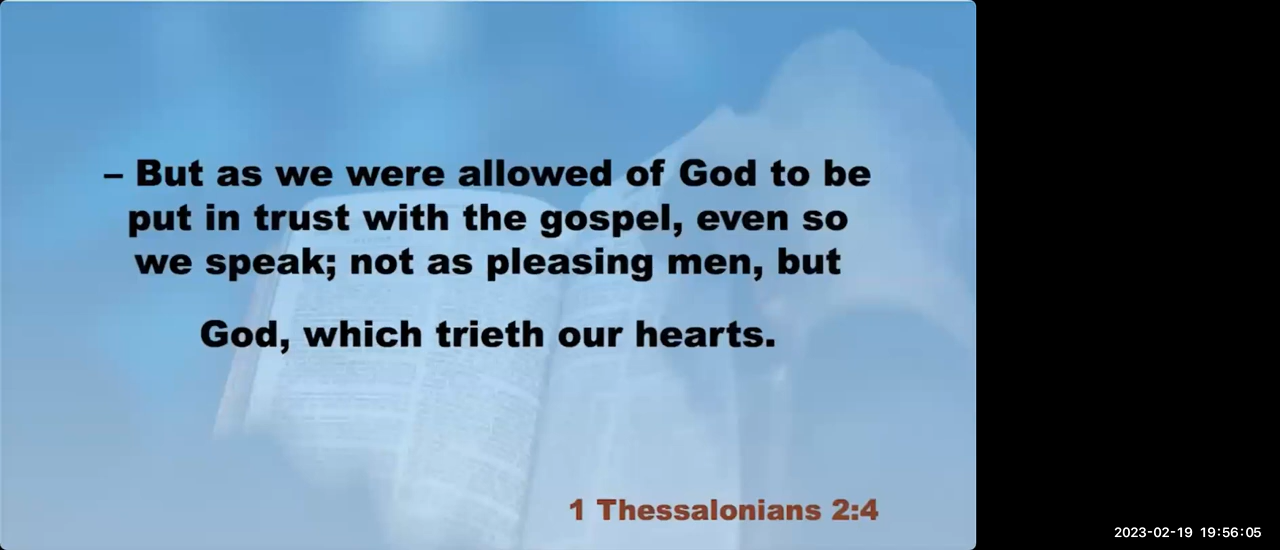 – But as we were allowed of God to be
put in trust with the gospel, even so
we speak; not as pleasing men, but
God, which trieth our hearts.
1 Thessalonians 2:4
2023-02-19 19:56:05